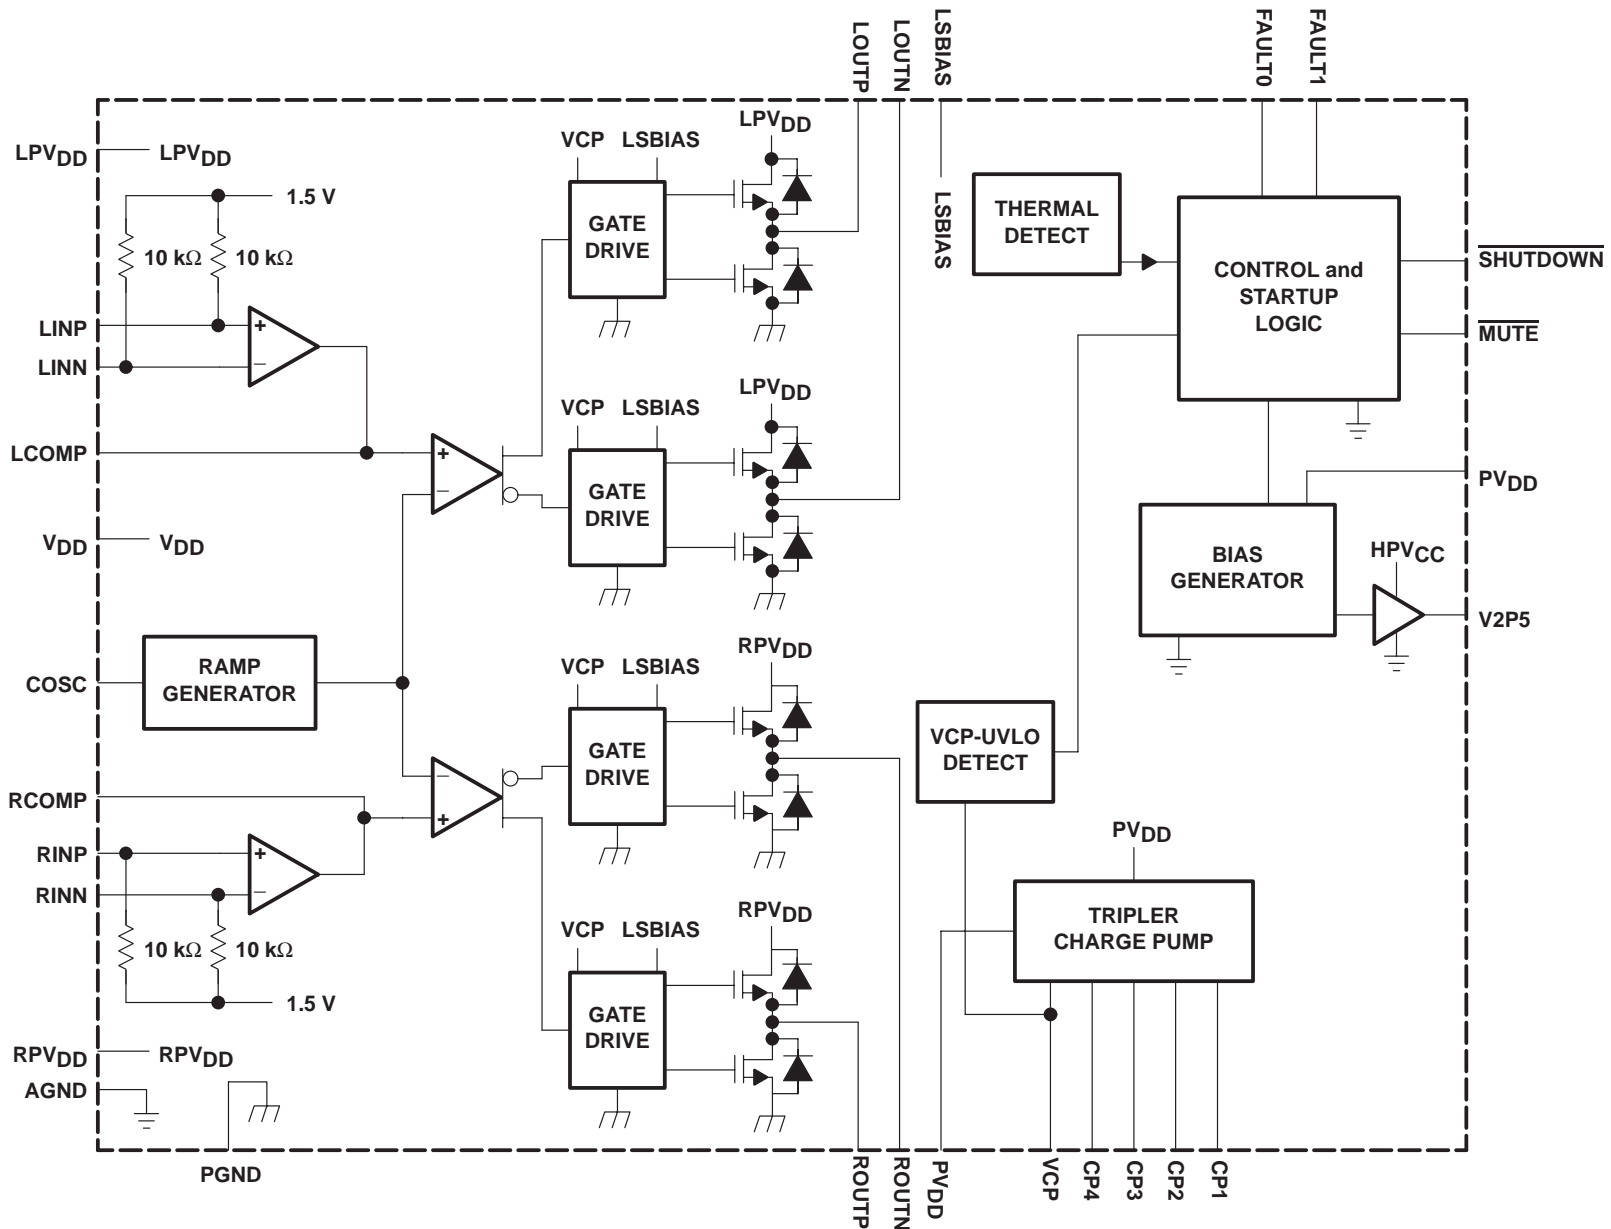 LOUTP
LOUTN
LSBIAS
FAULT0
FAULT1
LPVDD
LPVDD
1.5 V
10 kΩ
10 kΩ
LINP
LINN
+
–
LCOMP
+
–
VDD
VDD
COSC
RAMP
GENERATOR
RCOMP
–
+
RINP
RINN
+
–
10 kΩ
10 kΩ
1.5 V
RPVDD
RPVDD
AGND
PGND
VCP
LSBIAS
LPVDD
GATE
DRIVE
VCP
LSBIAS
LPVDD
GATE
DRIVE
VCP
LSBIAS
RPVDD
GATE
DRIVE
VCP
LSBIAS
RPVDD
GATE
DRIVE
LSBIAS
THERMAL
DETECT
CONTROL and
STARTUP
LOGIC
SHUTDOWN
MUTE
PVDD
BIAS
GENERATOR
HPVCC
V2P5
VCP-UVLO
DETECT
PVDD
TRIPLER
CHARGE PUMP
ROUTP
ROUTN
PVDD
VCP
CP4
CP3
CP2
CP1